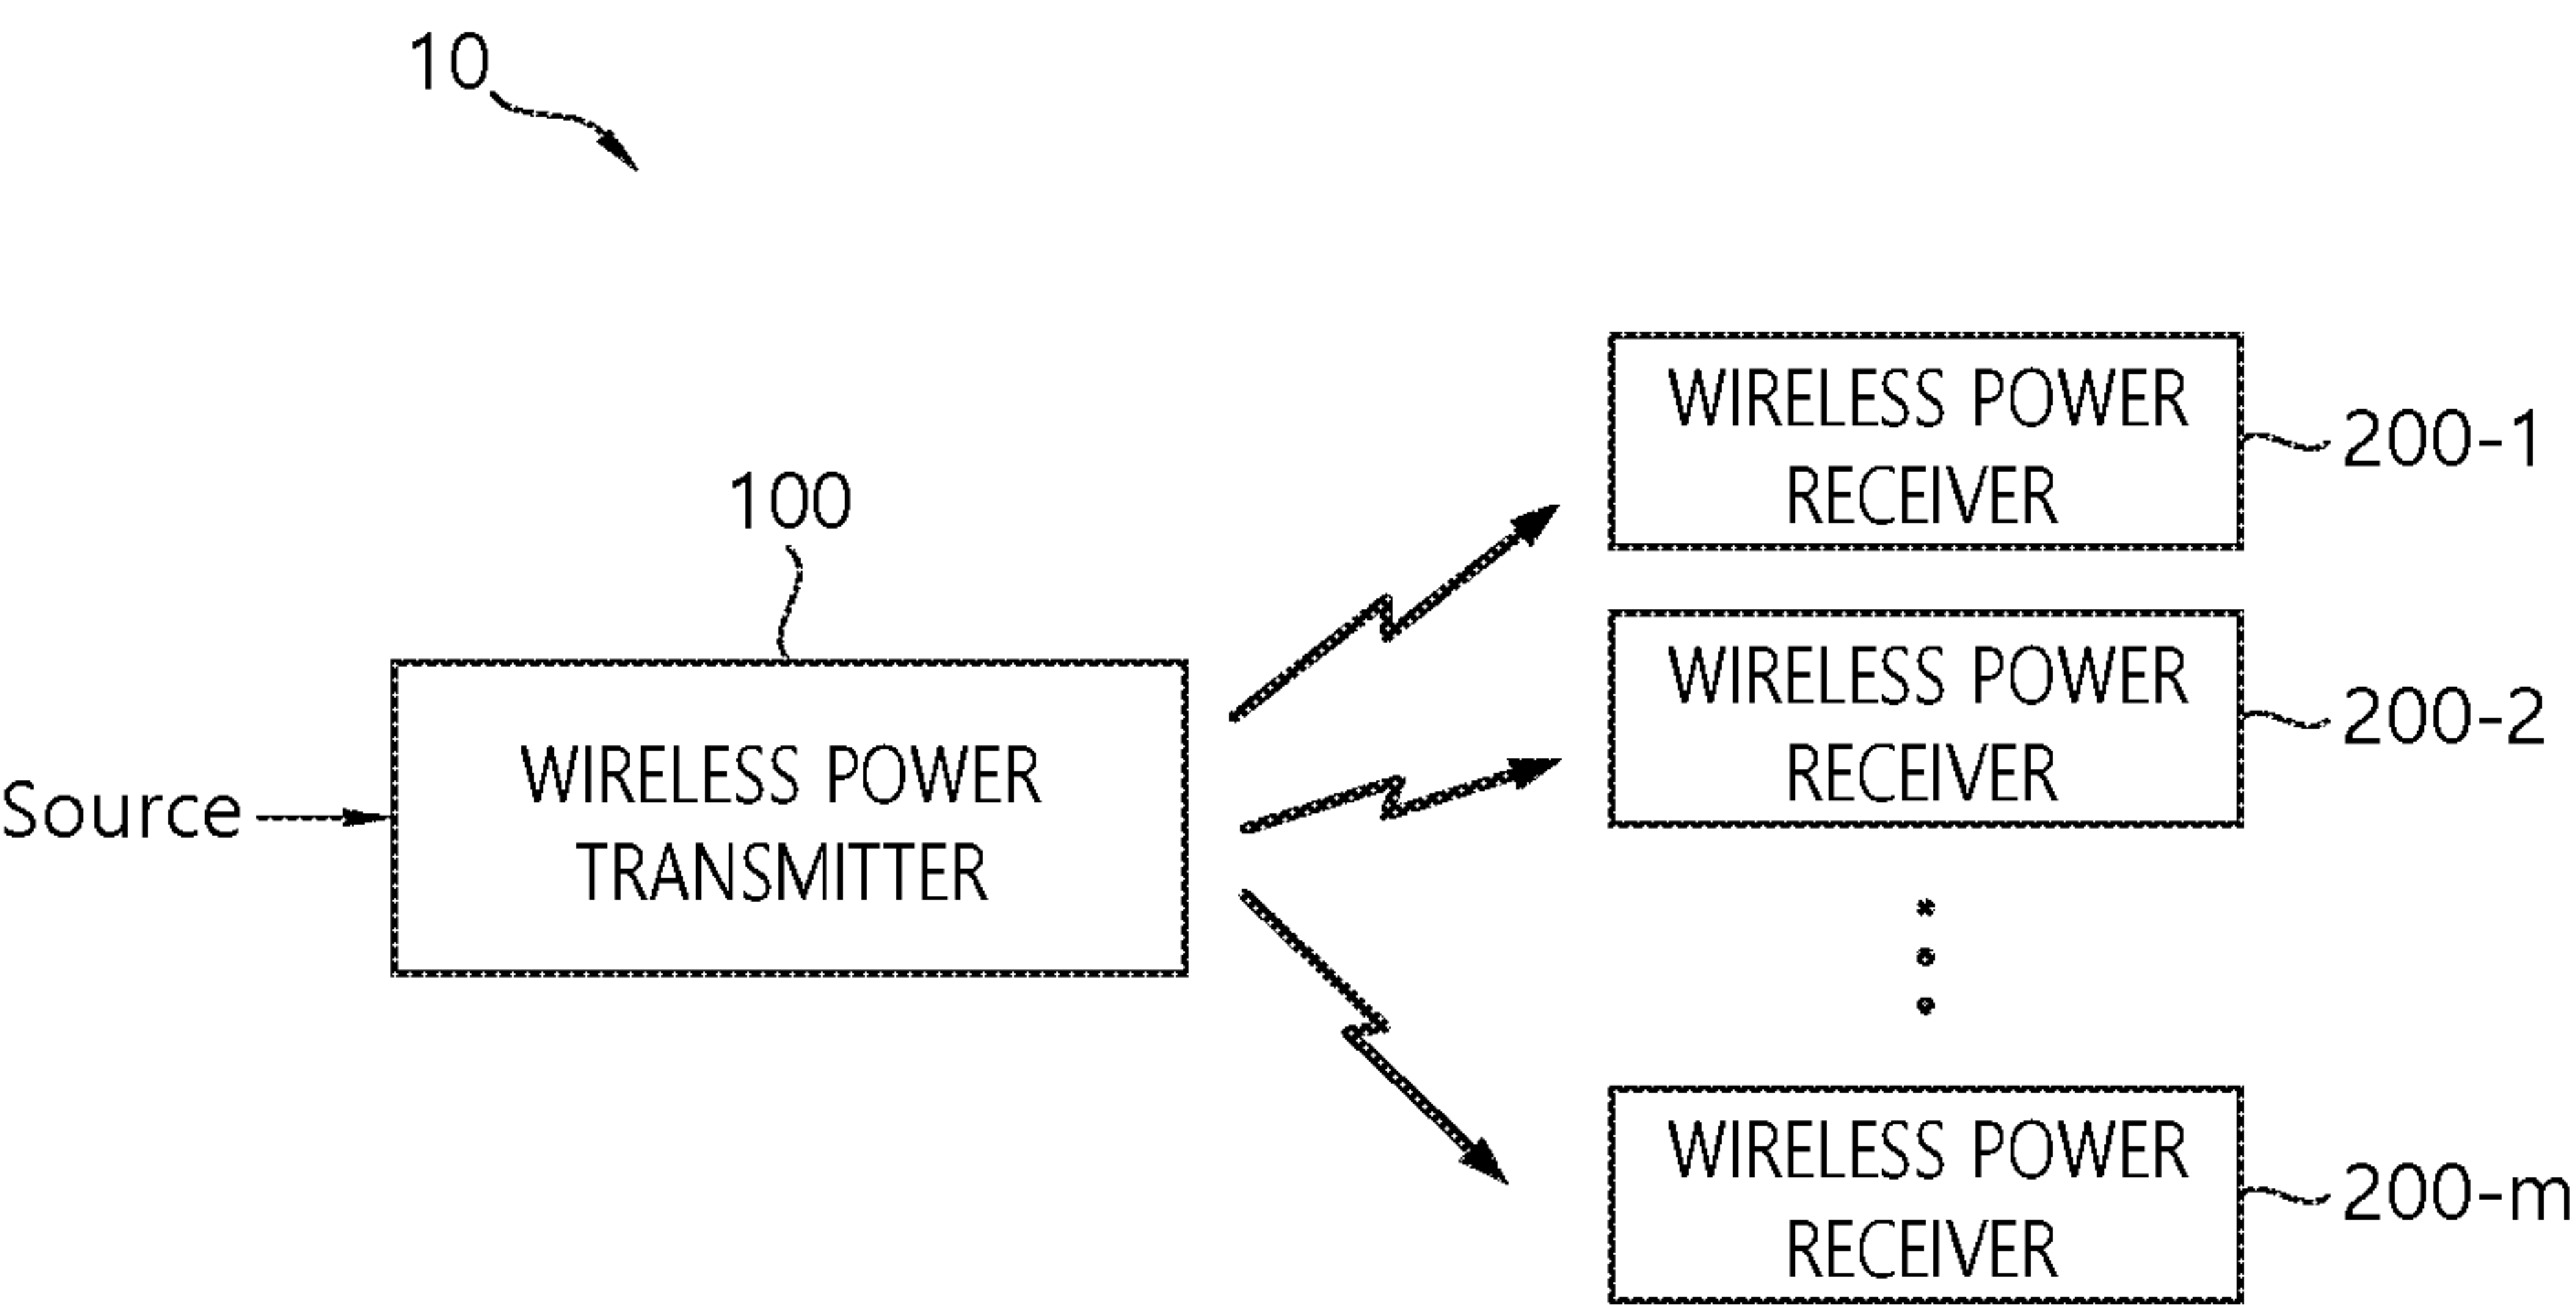 10
100
Source
WIRELESS POWER
TRANSMITTER
WIRELESS POWER
RECEIVER
200-1
WIRELESS POWER
RECEIVER
200-2
WIRELESS POWER
RECEIVER
200-m